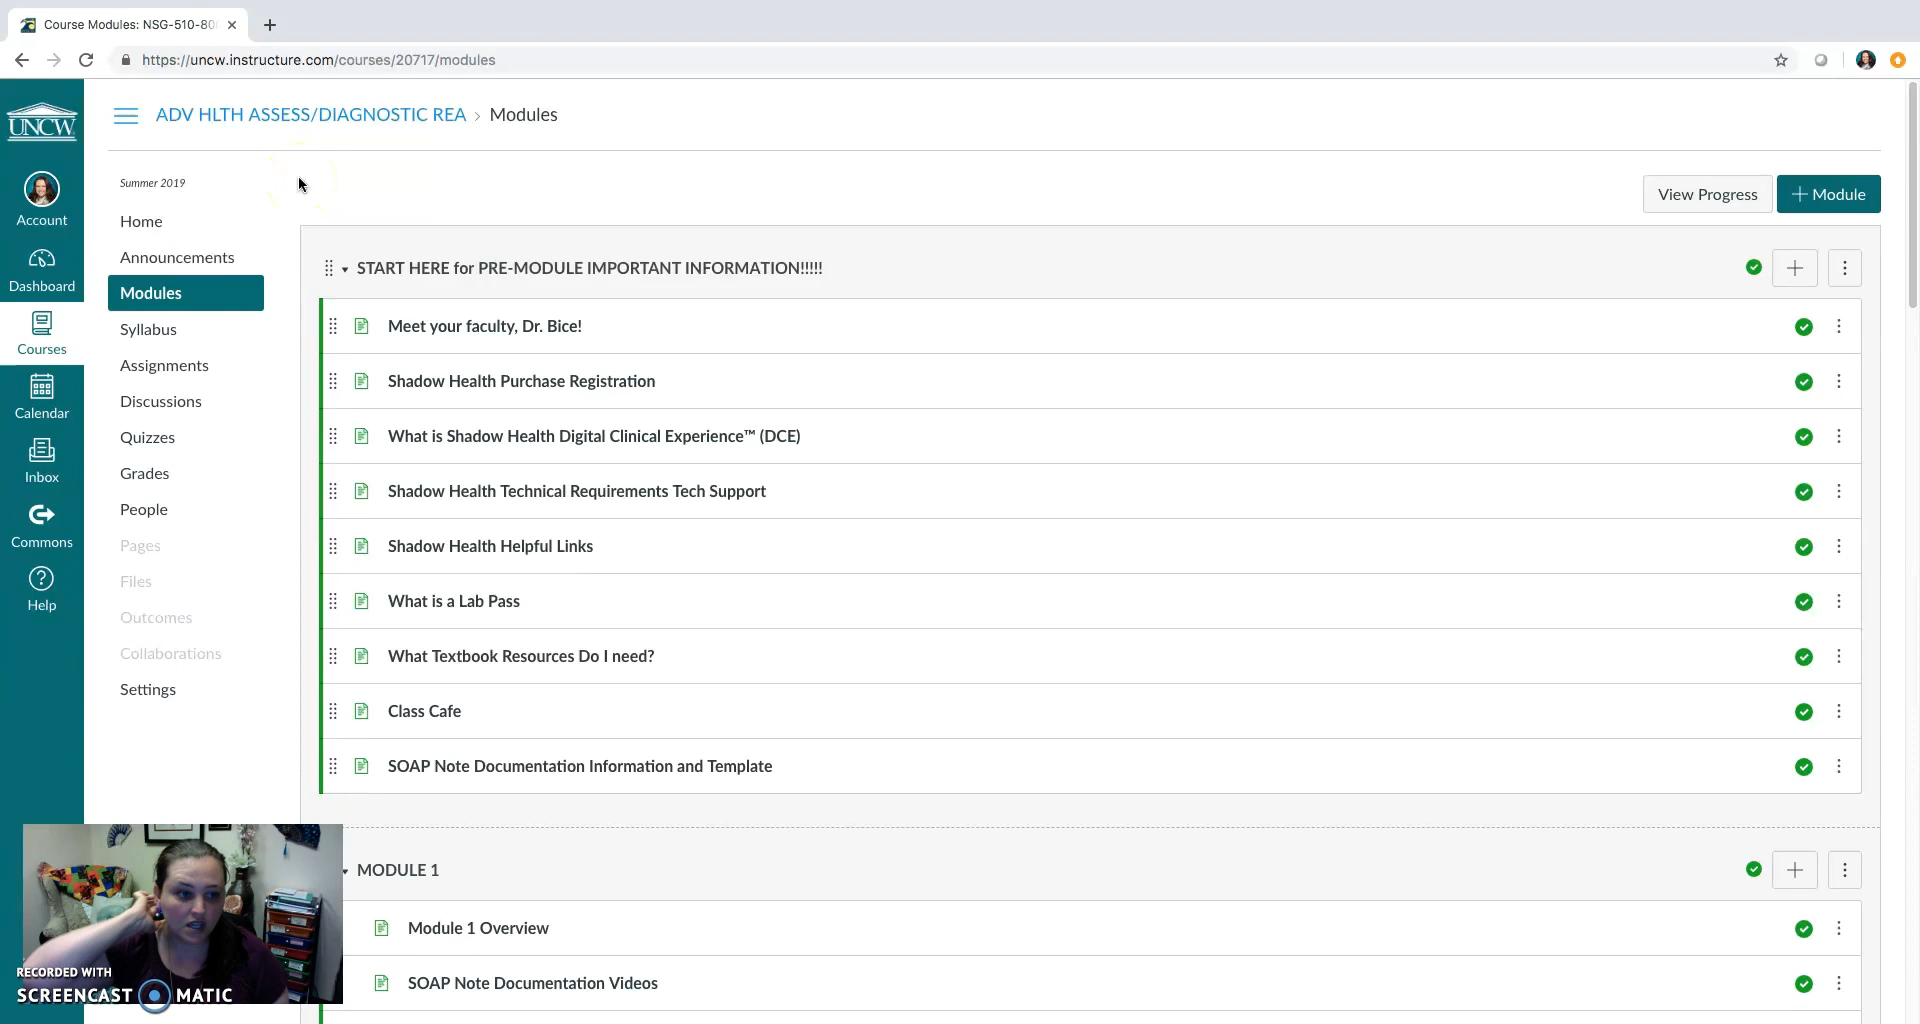 Course Modules: NSG-510-80
https://uncw.instructure.com/courses/20717/modules
UNCW
ADV HLTH ASSESS/DIAGNOSTIC REA › Modules
Account
Dashboard
Courses
Calendar
Inbox
Commons
Help
Summer 2019
Home
Announcements
Modules
Syllabus
Assignments
Discussions
Quizzes
Grades
People
Pages
Files
Outcomes
Collaborations
Settings
View Progress
+ Module
START HERE for PRE-MODULE IMPORTANT INFORMATION!!!!!
Meet your faculty, Dr. Bice!
Shadow Health Purchase Registration
What is Shadow Health Digital Clinical Experience™ (DCE)
Shadow Health Technical Requirements Tech Support
Shadow Health Helpful Links
What is a Lab Pass
What Textbook Resources Do I need?
Class Cafe
SOAP Note Documentation Information and Template
MODULE 1
Module 1 Overview
SOAP Note Documentation Videos
RECORDED WITH
SCREENCAST MATIC